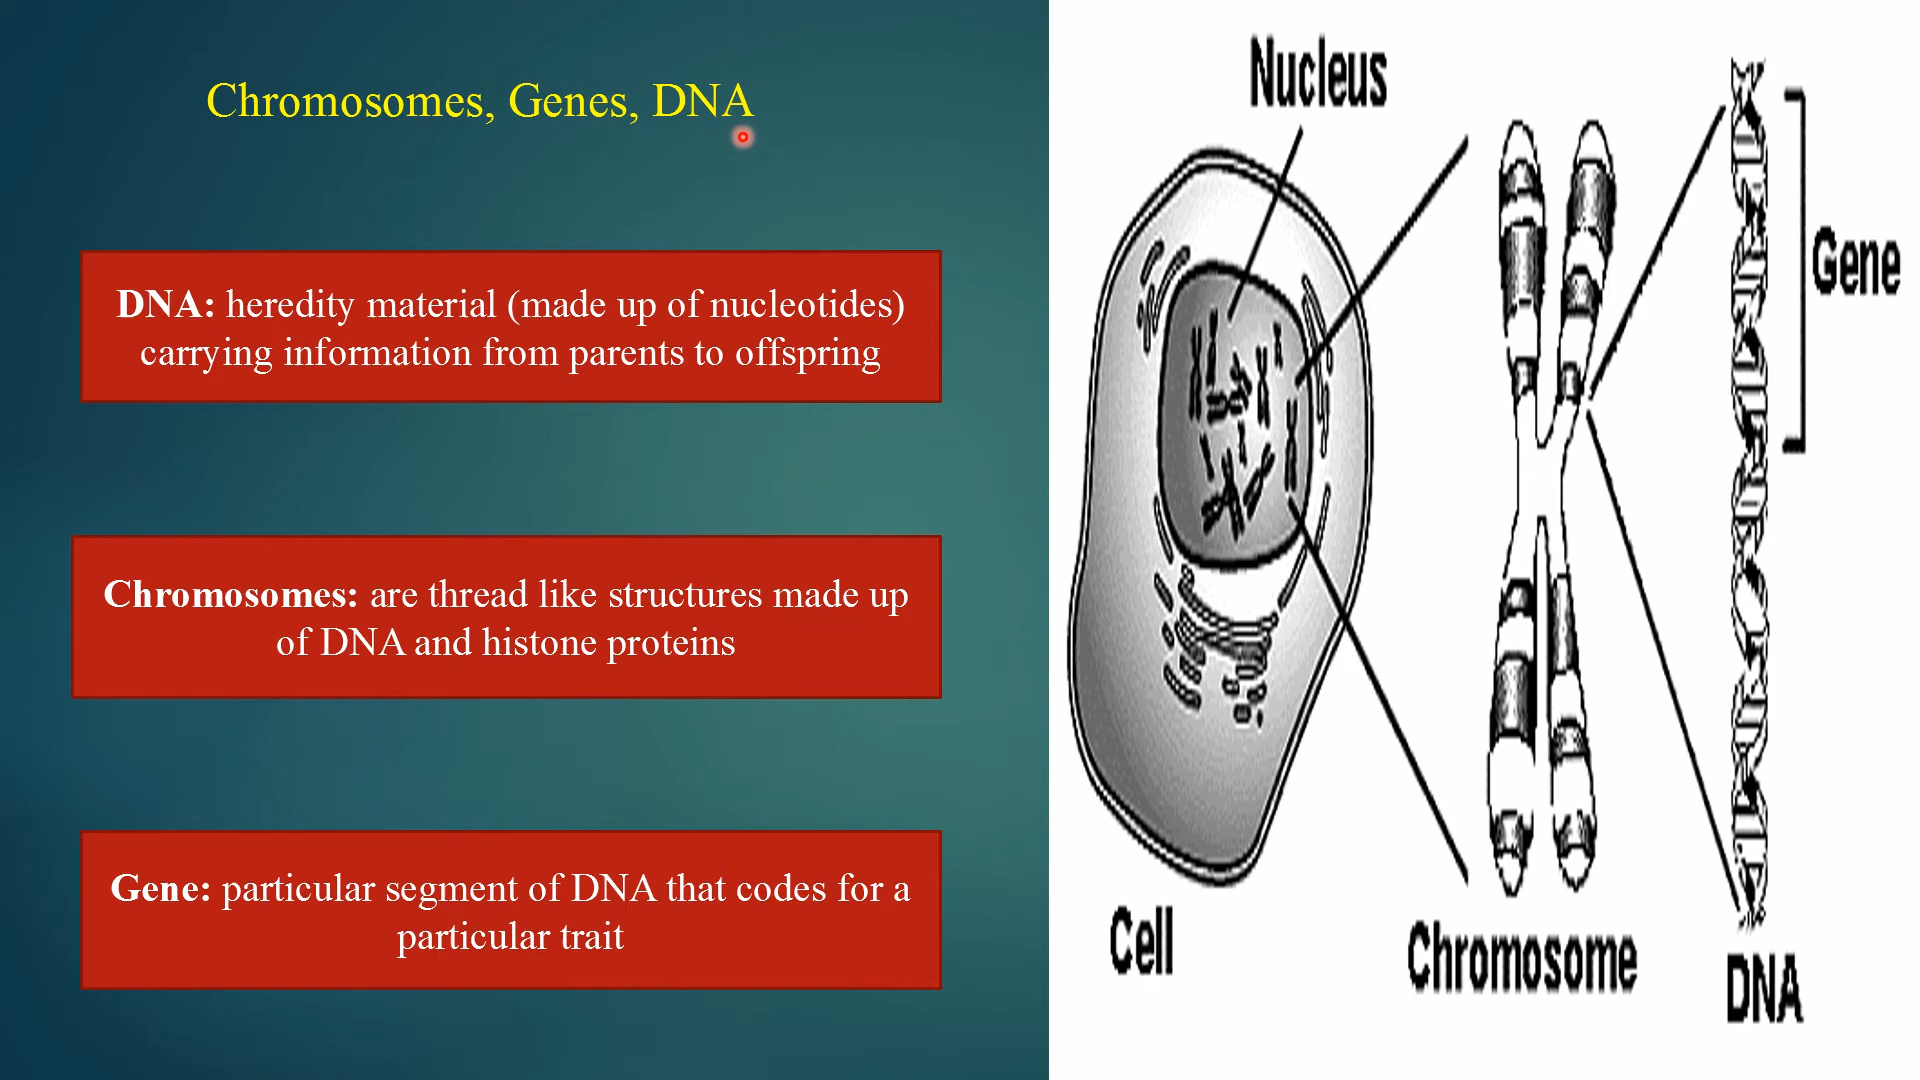 Chromosomes, Genes, DNA
DNA: heredity material (made up of nucleotides)
carrying information from parents to offspring
Chromosomes: are thread like structures made up
of DNA and histone proteins
Gene: particular segment of DNA that codes for a
particular trait
Nucleus
Gene
Cell
Chromosome
DNA